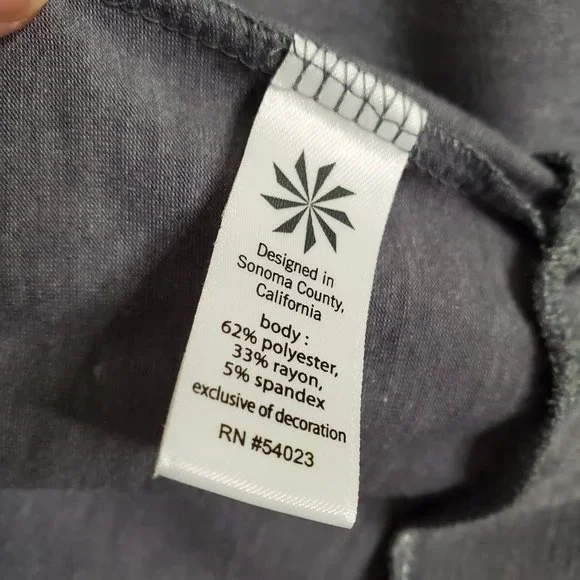 Designed in
Sonoma County,
California
body :
62% polyester,
33% rayon,
5% spandex
exclusive of decoration
RN #54023